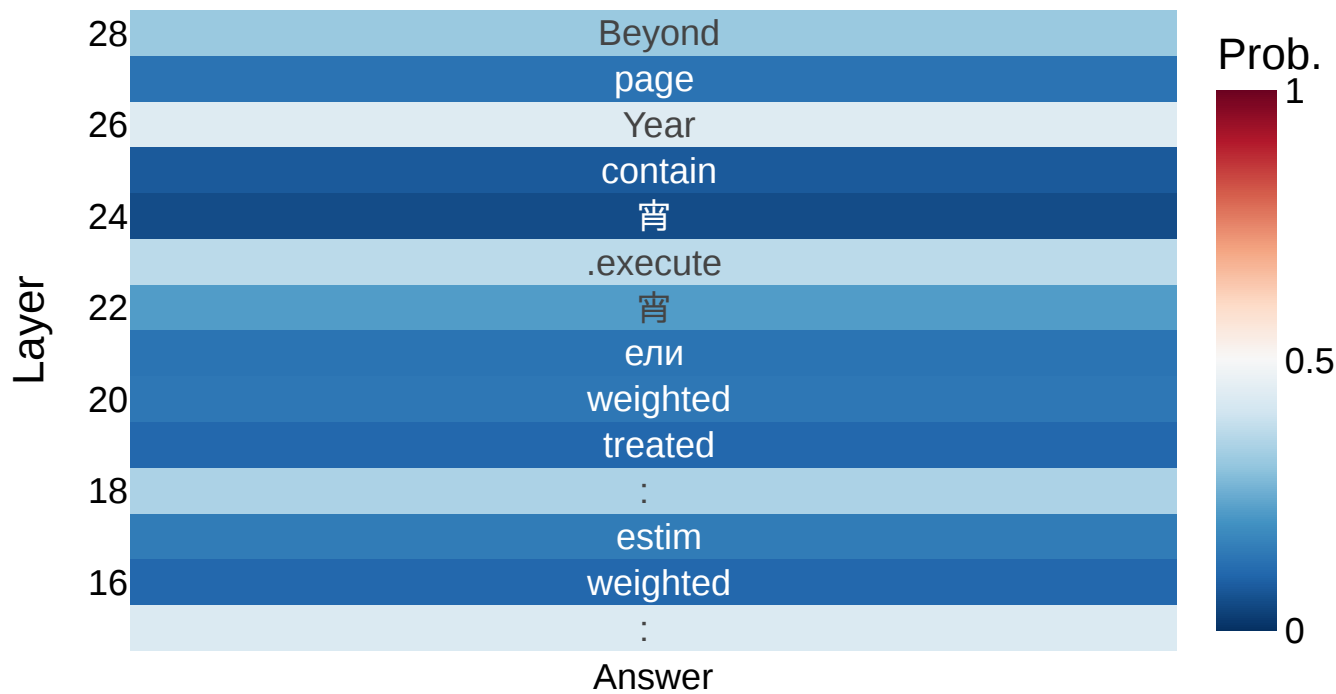 Prob.
1
0.5
0
Layer
28 Beyond
page
26 Year
contain
24 宵
.execute
22 宵
ели
20 weighted
treated
18 :
estim
16 weighted
:
Answer